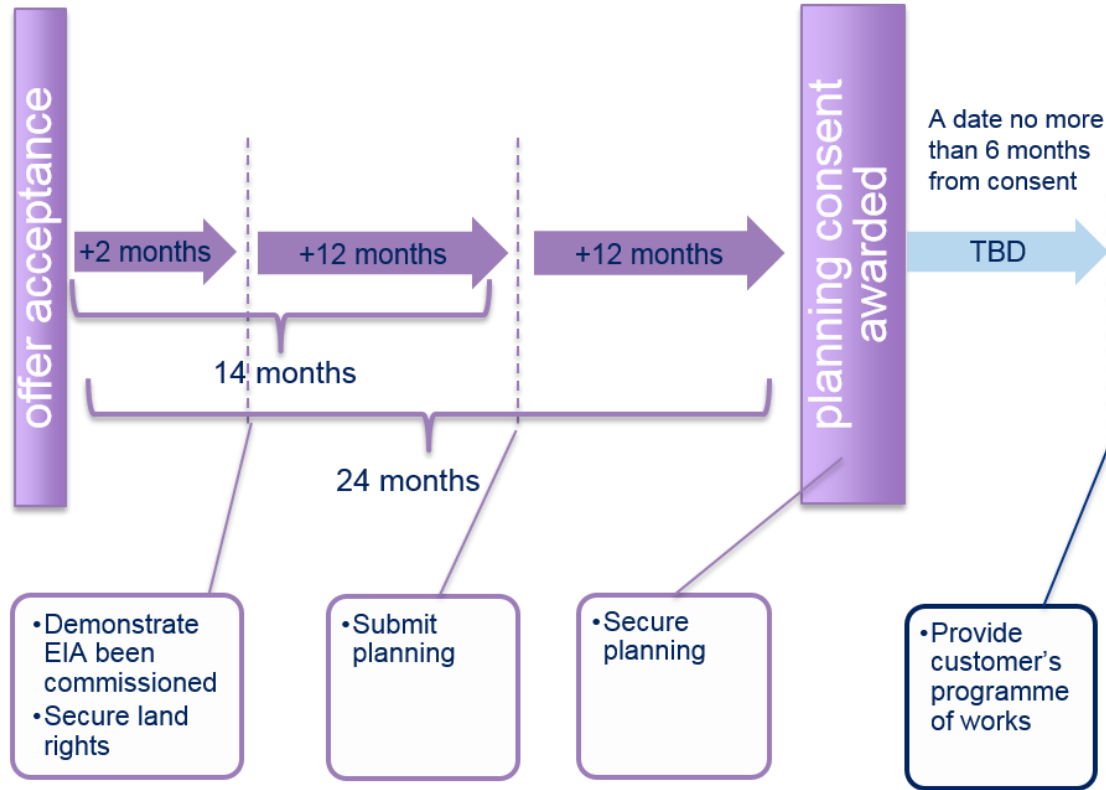 offer acceptance
+2 months
+12 months
+12 months
planning consent
awarded
A date no more
than 6 months
from consent
TBD
14 months
24 months
•Demonstrate
EIA been
commissioned
•Secure land
rights
•Submit
planning
•Secure
planning
•Provide
customer's
programme
of works